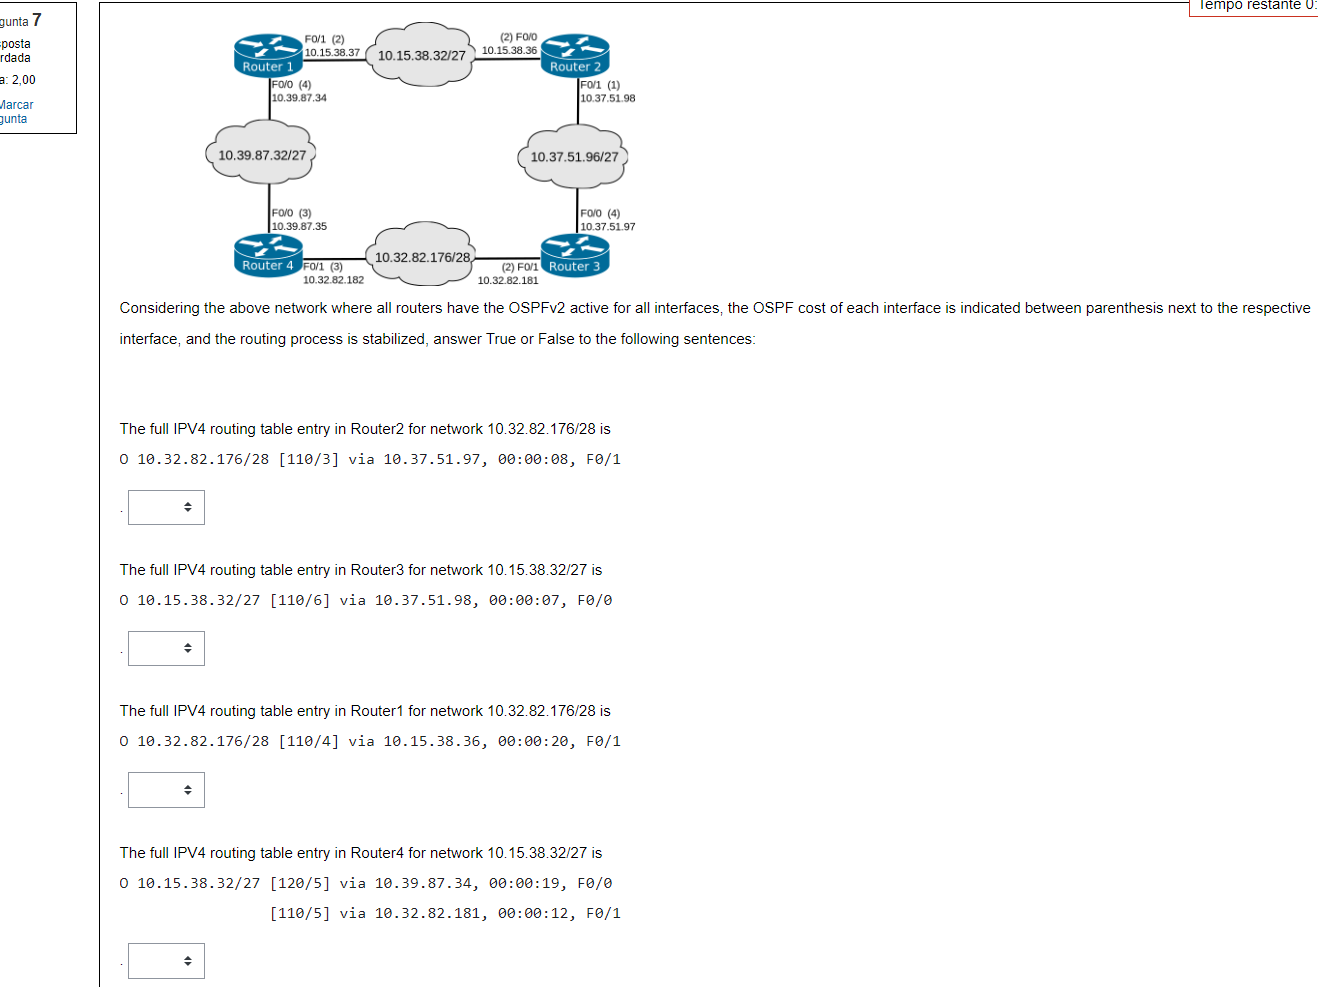 gunta 7
sposta
rdada
a: 2,00
Marcar
gunta
Tempo restante 0:
F0/1 (2)
10.15.38.37
10.15.38.32/27
(2) F0/0
10.15.38.36
Router 1
Router 2
F0/0 (4)
10.39.87.34
F0/1 (1)
10.37.51.98
10.39.87.32/27
10.37.51.96/27
F0/0 (3)
10.39.87.35
F0/0 (4)
10.37.51.97
Router 4
F0/1 (3)
10.32.82.182
10.32.82.176/28
(2) F0/1
10.32.82.181
Router 3
Considering the above network where all routers have the OSPFv2 active for all interfaces, the OSPF cost of each interface is indicated between parenthesis next to the respective
interface, and the routing process is stabilized, answer True or False to the following sentences:
The full IPV4 routing table entry in Router2 for network 10.32.82.176/28 is
O 10.32.82.176/28 [110/3] via 10.37.51.97, 00:00:08, F0/1
.
The full IPV4 routing table entry in Router3 for network 10.15.38.32/27 is
O 10.15.38.32/27 [110/6] via 10.37.51.98, 00:00:07, F0/0
.
The full IPV4 routing table entry in Router1 for network 10.32.82.176/28 is
O 10.32.82.176/28 [110/4] via 10.15.38.36, 00:00:20, F0/1
.
The full IPV4 routing table entry in Router4 for network 10.15.38.32/27 is
O 10.15.38.32/27 [120/5] via 10.39.87.34, 00:00:19, F0/0
[110/5] via 10.32.82.181, 00:00:12, F0/1
.